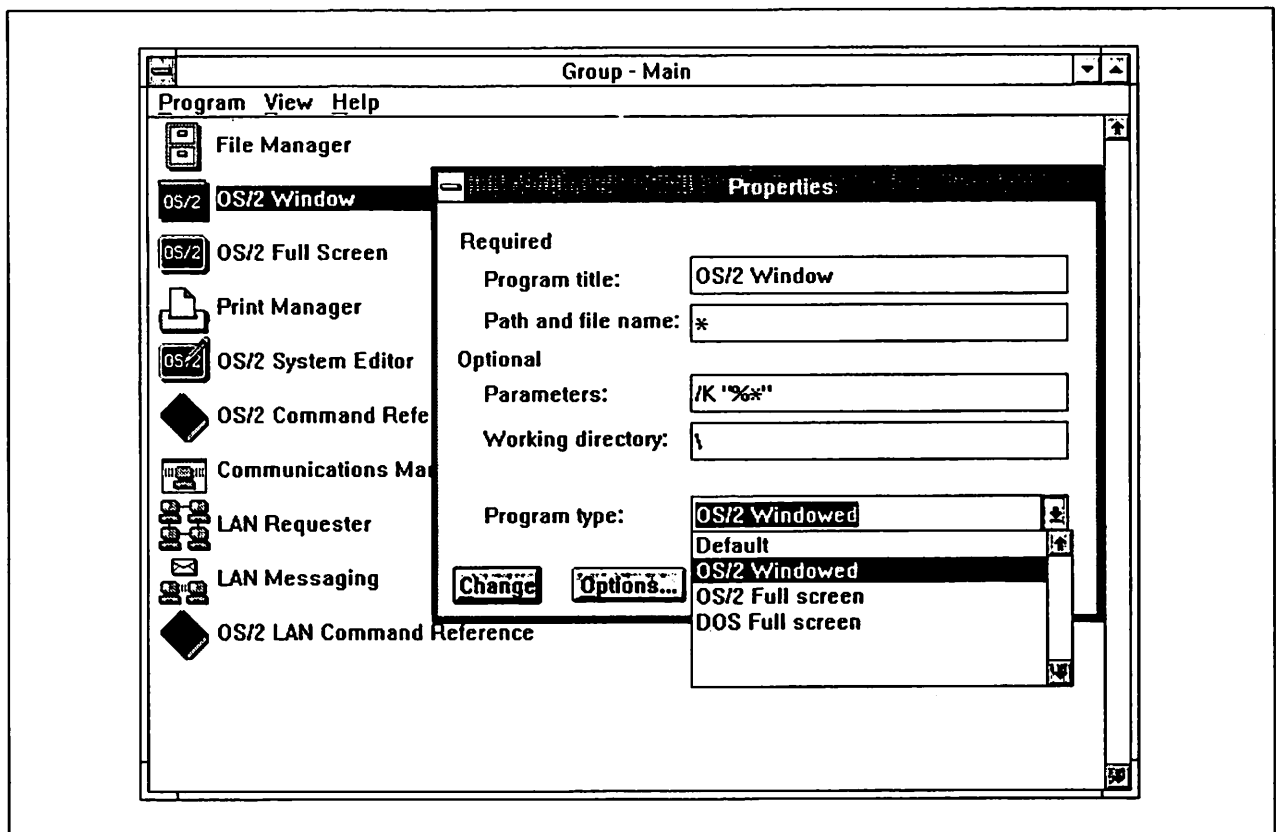 Group - Main
Program View Help
File Manager
OS/2 OS/2 Window
OS/2 OS/2 Full Screen
Print Manager
OS/2 OS/2 System Editor
OS/2 Command Refe
Communications Ma
LAN Requester
LAN Messaging
OS/2 LAN Command Reference
Properties
Required
Program title: OS/2 Window
Path and file name: *
Optional
Parameters: /K "%*"
Working directory: \
Program type: OS/2 Windowed
Default
OS/2 Windowed
OS/2 Full screen
DOS Full screen
Change Options...